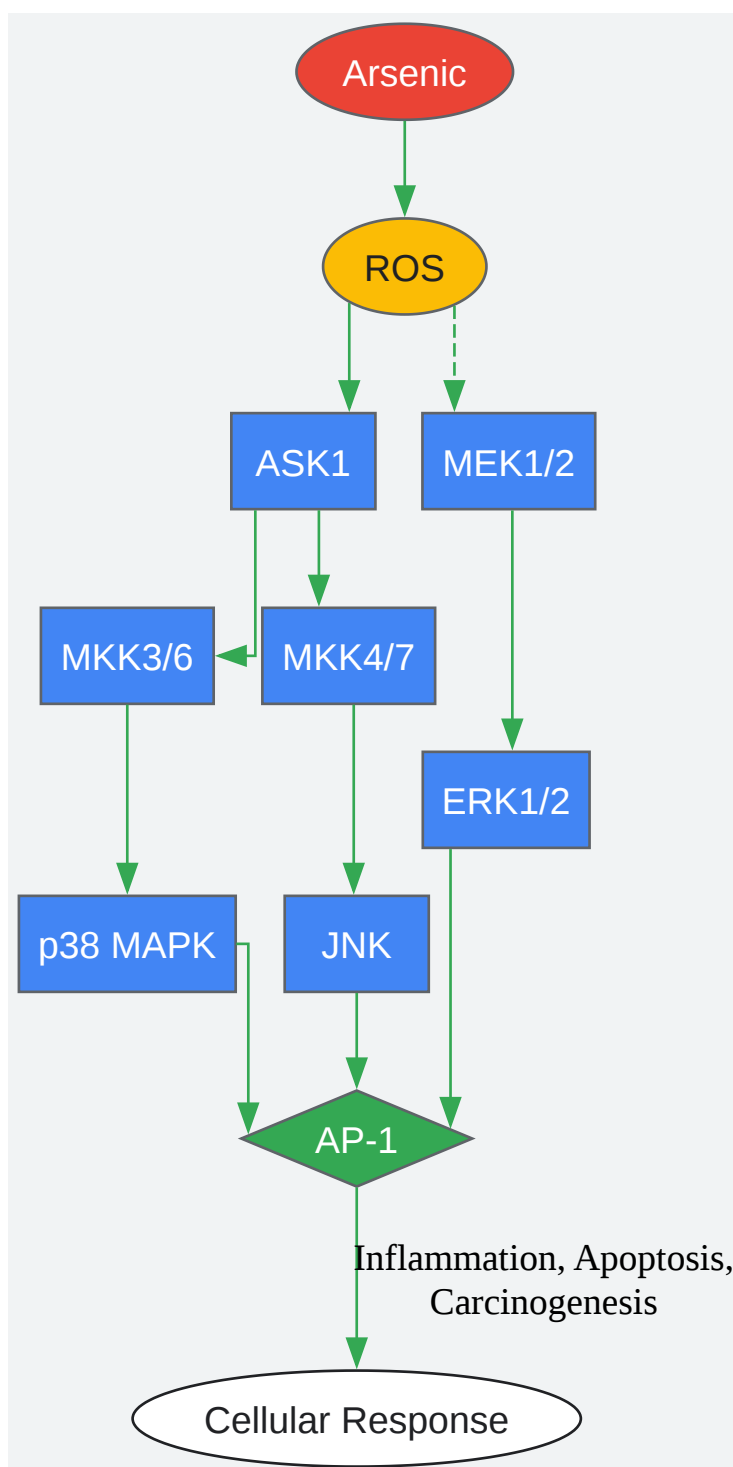 Arsenic
ROS
ASK1
MEK1/2
MKK3/6
MKK4/7
ERK1/2
p38 MAPK
JNK
AP-1
Inflammation, Apoptosis,
Carcinogenesis
Cellular Response